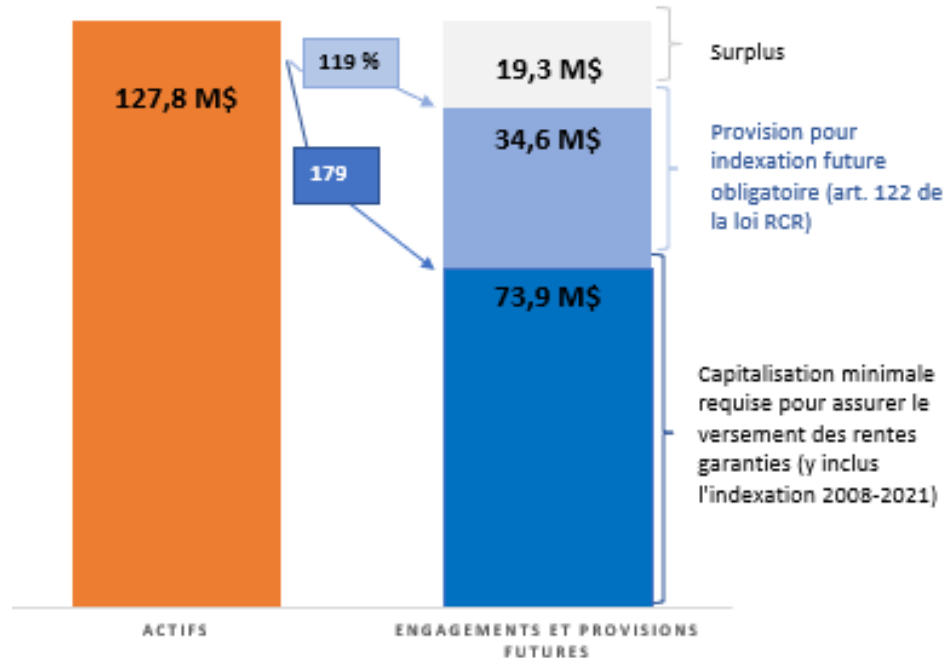 127,8 M$
119 %
179
19,3 M$
34,6 M$
73,9 M$
Surplus
Provision pour
indexation future
obligatoire (art. 122 de
la loi RCR)
Capitalisation minimale
requise pour assurer le
versement des rentes
garanties (y inclus
l'indexation 2008-2021)
ACTIFS
ENGAGEMENTS ET PROVISIONS
FUTURES